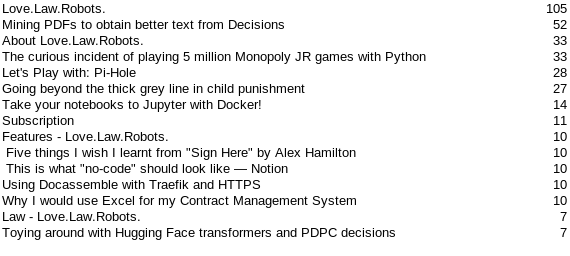 Love.Law.Robots. 105
Mining PDFs to obtain better text from Decisions 52
About Love.Law.Robots. 33
The curious incident of playing 5 million Monopoly JR games with Python 33
Let's Play with: Pi-Hole 28
Going beyond the thick grey line in child punishment 27
Take your notebooks to Jupyter with Docker! 14
Subscription 11
Features - Love.Law.Robots. 10
Five things I wish I learnt from "Sign Here" by Alex Hamilton 10
This is what "no-code" should look like — Notion 10
Using Docassemble with Traefik and HTTPS 10
Why I would use Excel for my Contract Management System 10
Law - Love.Law.Robots. 7
Toying around with Hugging Face transformers and PDPC decisions 7